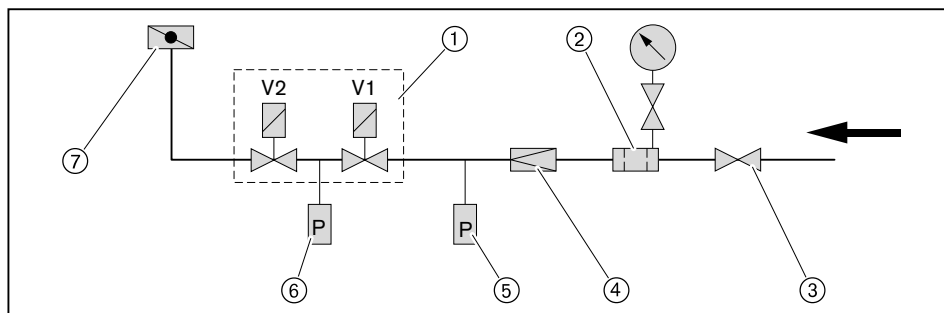 ① ②
V2 V1
⑦
P P
⑥ ⑤ ④ ③